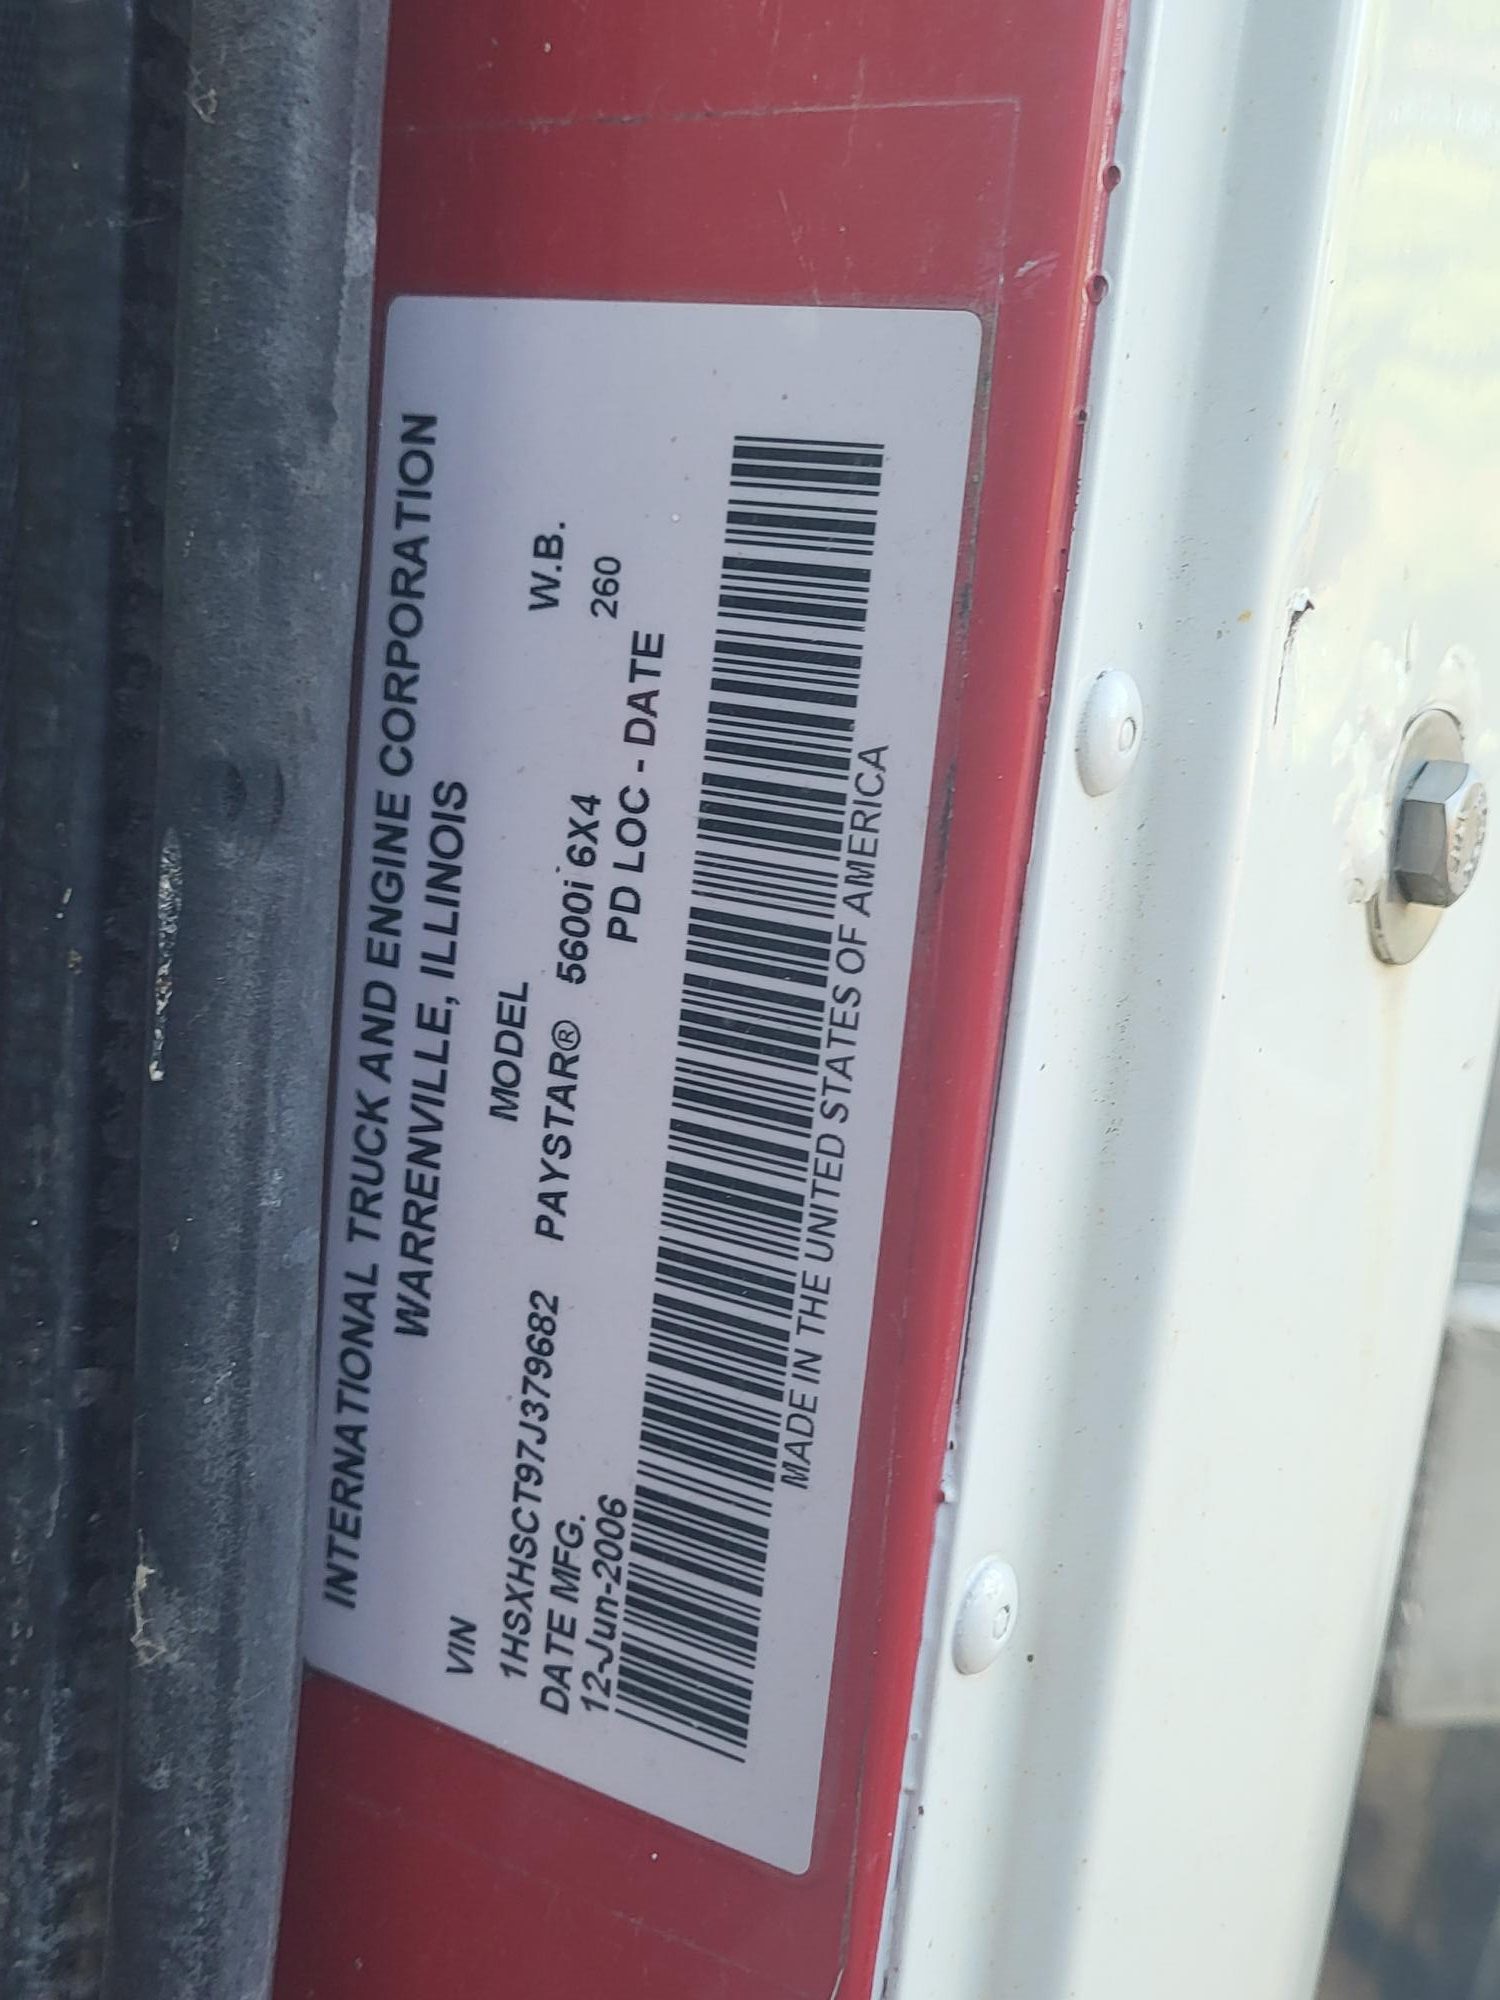 INTERNATIONAL TRUCK AND ENGINE CORPORATION
WARRENVILLE, ILLINOIS
VIN MODEL W.B.
1HSXHSCT97J379682 PAYSTAR® 5600i 6X4 260
DATE MFG. PD LOC - DATE
12-Jun-2006
MADE IN THE UNITED STATES OF AMERICA